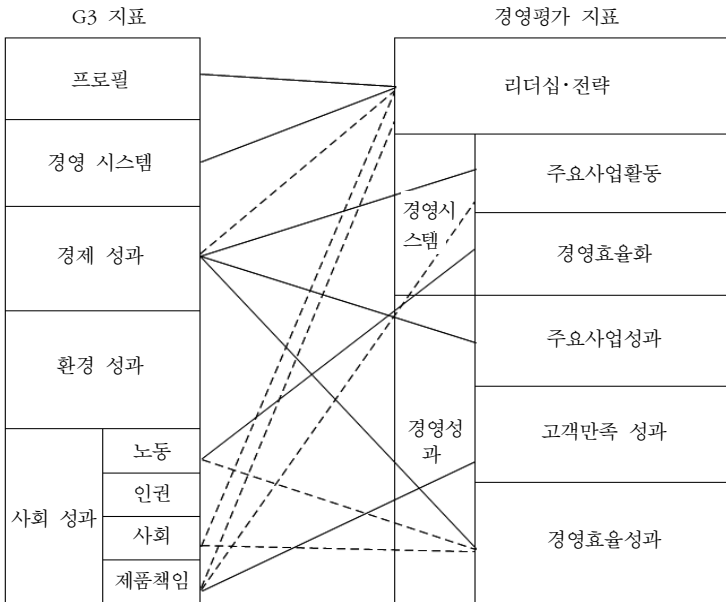 G3 지표
경영평가 지표
프로필
경영 시스템
경제 성과
환경 성과
사회 성과
노동
인권
사회
제품책임
리더십·전략
경영시
스템
주요사업활동
경영효율화
경영성
과
주요사업성과
고객만족 성과
경영효율성과